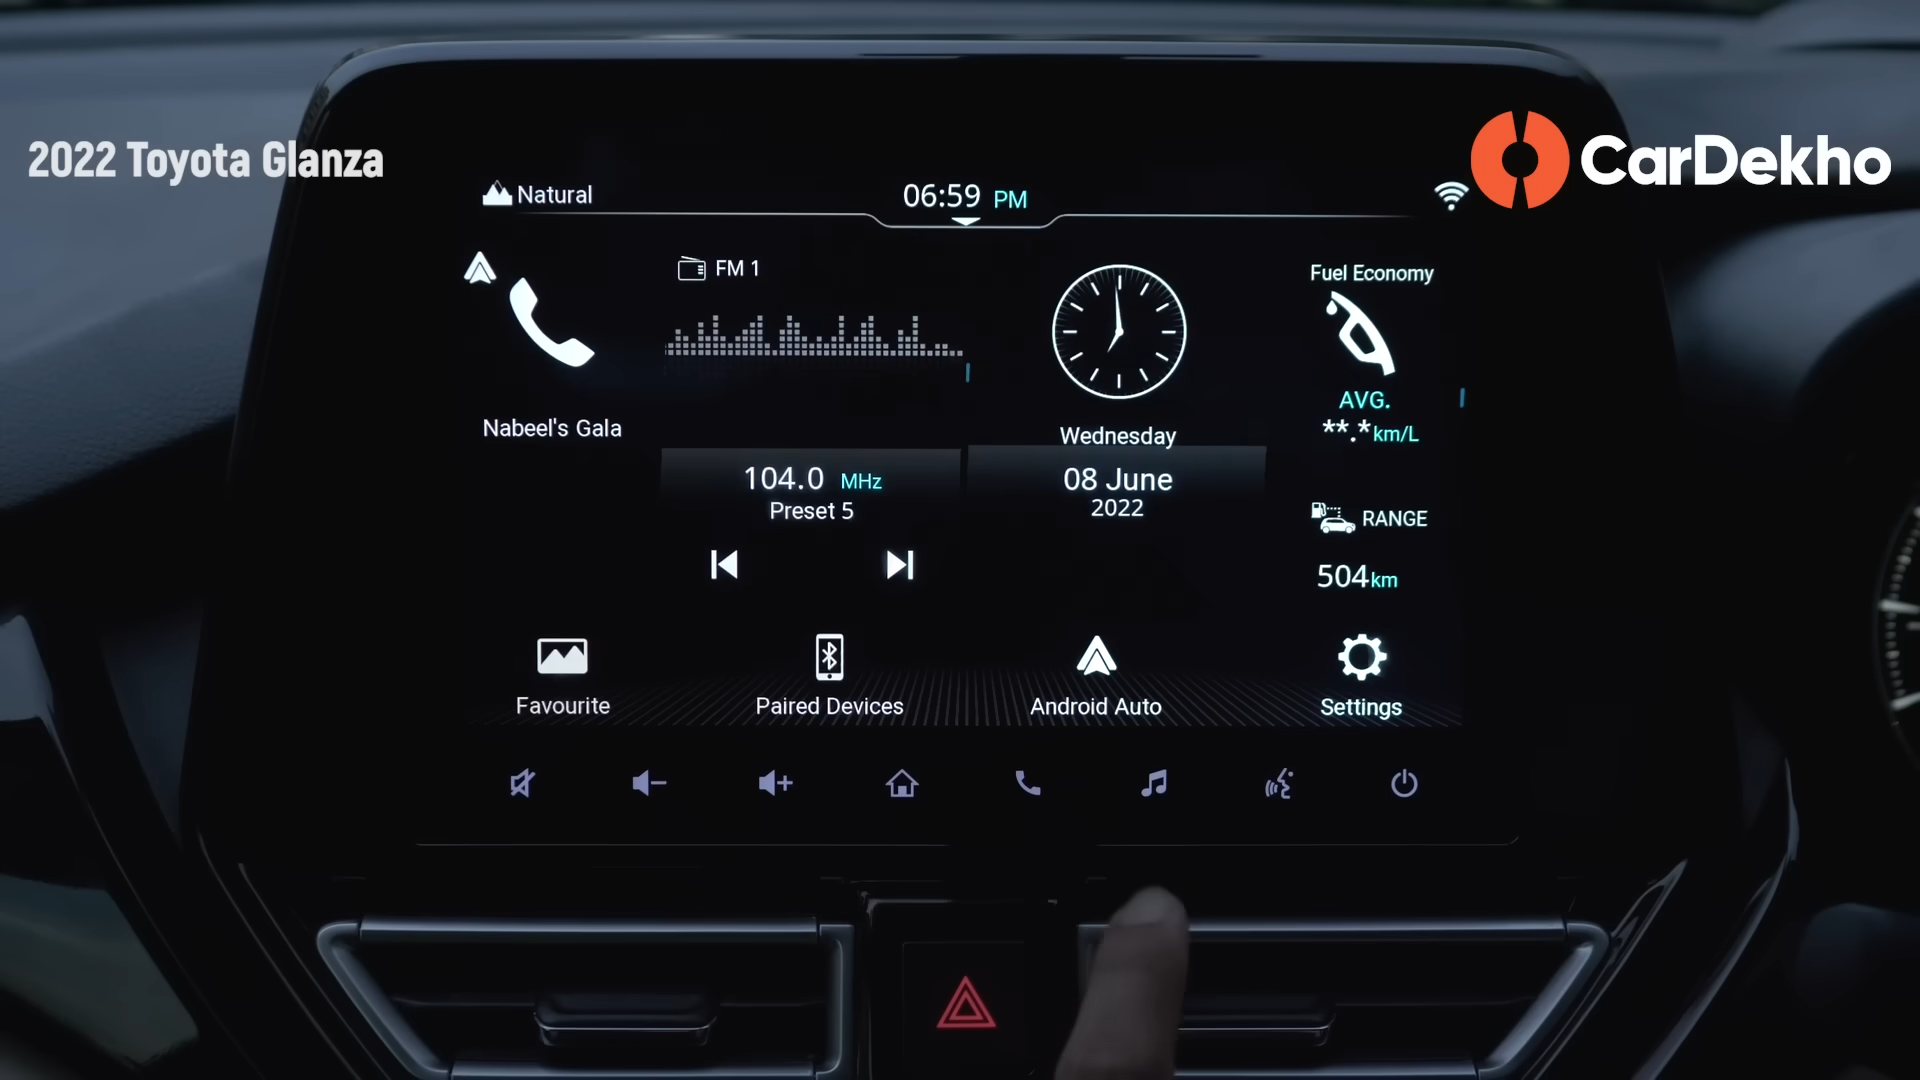 2022 Toyota Glanza
CarDekho
Natural
06:59 PM
FM 1
Fuel Economy
AVG.
**.*km/L
Nabeel's Gala
Wednesday
104.0 MHz
Preset 5
08 June
2022
RANGE
504km
Favourite
Paired Devices
Android Auto
Settings